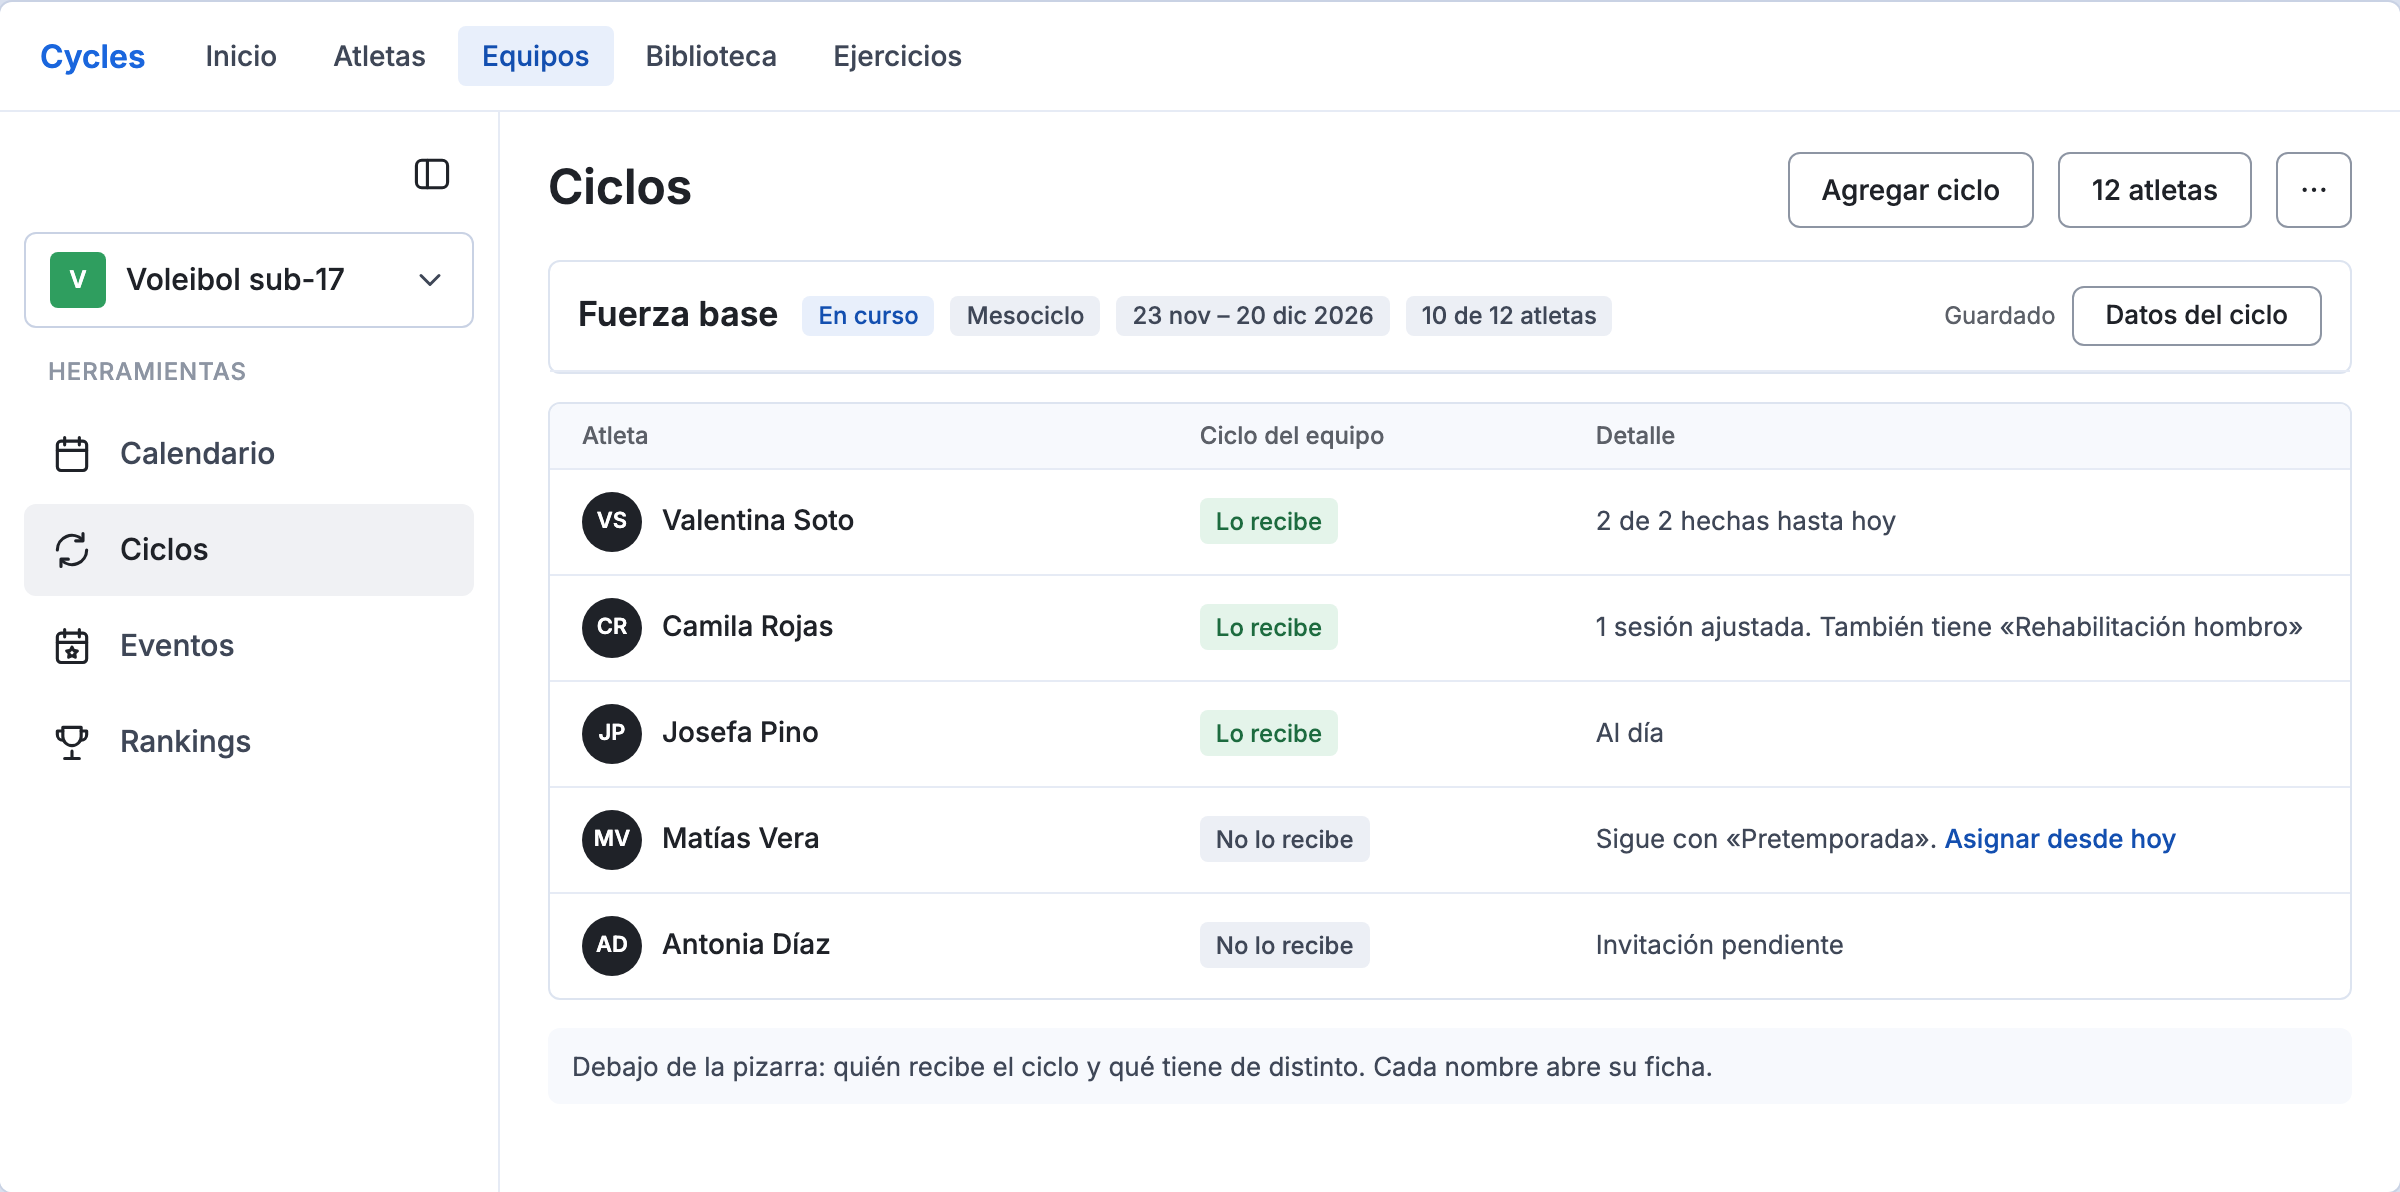 Cycles Inicio Atletas Equipos Biblioteca Ejercicios
V Voleibol sub-17
HERRAMIENTAS
Calendario
Ciclos
Eventos
Rankings
Ciclos
Agregar ciclo 12 atletas ...
Fuerza base En curso Mesociclo 23 nov – 20 dic 2026 10 de 12 atletas Guardado Datos del ciclo
Atleta Ciclo del equipo Detalle
VS Valentina Soto Lo recibe 2 de 2 hechas hasta hoy
CR Camila Rojas Lo recibe 1 sesión ajustada. También tiene «Rehabilitación hombro»
JP Josefa Pino Lo recibe Al día
MV Matías Vera No lo recibe Sigue con «Pretemporada». Asignar desde hoy
AD Antonia Díaz No lo recibe Invitación pendiente
Debajo de la pizarra: quién recibe el ciclo y qué tiene de distinto. Cada nombre abre su ficha.